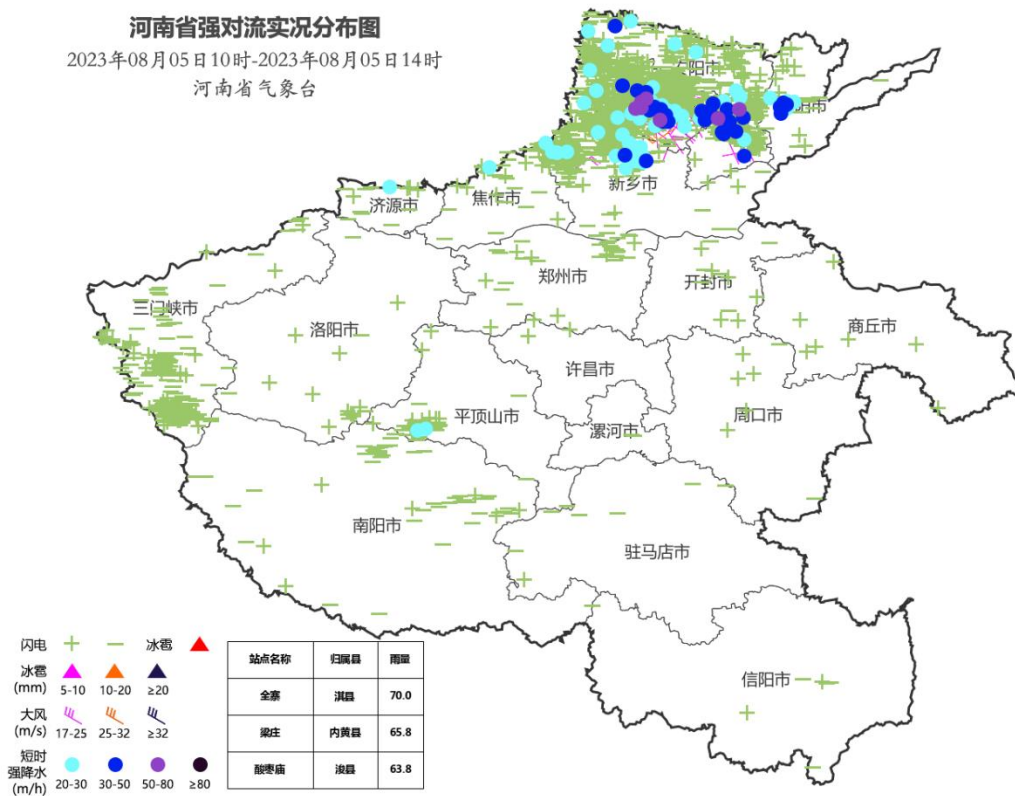 河南省强对流实况分布图
2023年08月05日10时-2023年08月05日14时
河南省气象台
阳市
阳市
新乡市
焦作市
济源市
郑州市
开封市
三门峡市
洛阳市
商丘市
许昌市
平顶山市
周口市
漯河市
南阳市
驻马店市
信阳市
闪电 冰雹
冰雹
(mm) 5-10 10-20 ≥20
大风
(m/s) 17-25 25-32 ≥32
短时
强降水
(m/h) 20-30 30-50 50-80 ≥80
站点名称 归属县 雨量
全寨 淇县 70.0
梁庄 内黄县 65.8
酸枣庙 浚县 63.8